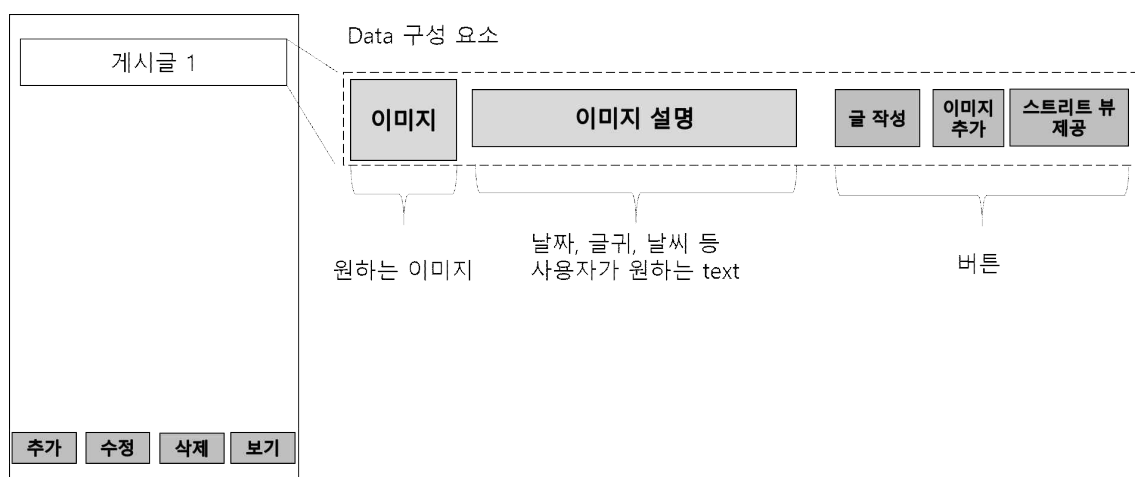 Data 구성 요소
게시글 1
이미지
이미지 설명
글 작성
이미지
추가
스트리트 뷰
제공
원하는 이미지
날짜, 글귀, 날씨 등
사용자가 원하는 text
버튼
추가
수정
삭제
보기